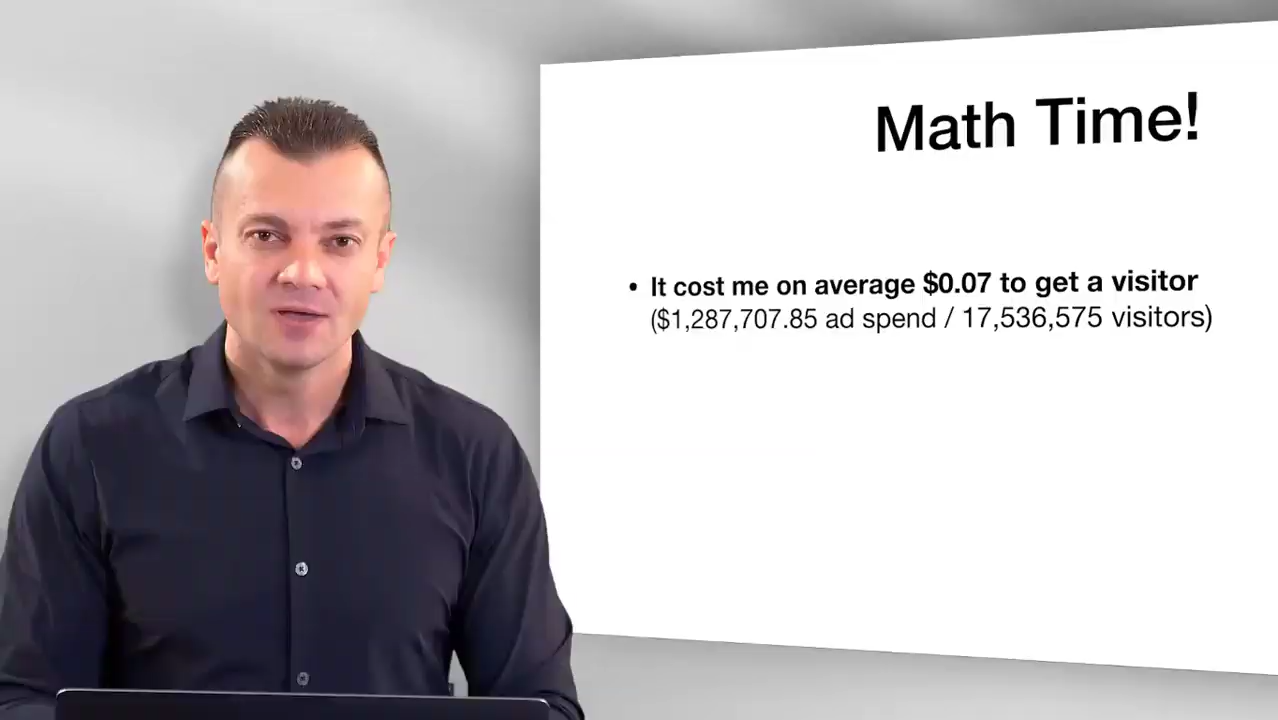 Math Time!
• It cost me on average $0.07 to get a visitor
($1,287,707.85 ad spend / 17,536,575 visitors)